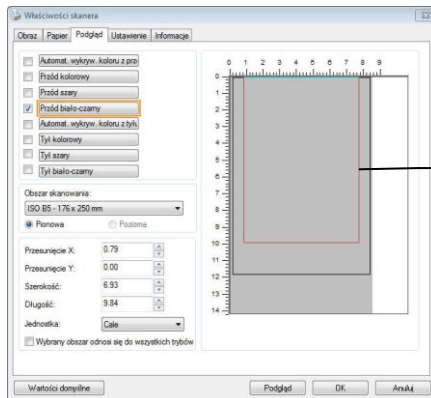 Właściwości skanera
Obraz Papier Podgląd Ustawienie Informacje
Automat. wykryw. koloru z prze
Przód kolorowy
Przód szary
Przód biało-czarny
Automat. wykryw. koloru z tyłu
Tył kolorowy
Tył szary
Tył biało-czarny
Obszar skanowania:
ISO B5 - 176 x 250 mm
Pionowa Pozioma
Przesunięcie X: 0.79
Przesunięcie Y: 0.00
Szerokość: 6.93
Długość: 9.84
Jednostka: Cale
Wybrany obszar odnosi się do wszystkich trybów
0 1 2 3 4 5 6 7 8 9
0
1
2
3
4
5
6
7
8
9
10
11
12
13
14
Wartości domyślne Podgląd OK Anuluj